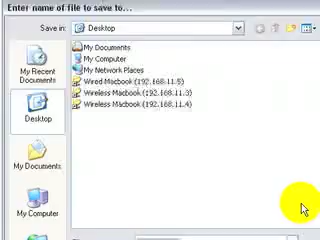 Enter name of file to save to...
Save in:
Desktop
My Recent
Documents
Desktop
My Documents
My Computer
My Documents
My Computer
My Network Places
Wired Macbook (192.168.11.5)
Wireless Macbook (192.168.11.3)
Wireless Macbook (192.168.11.4)